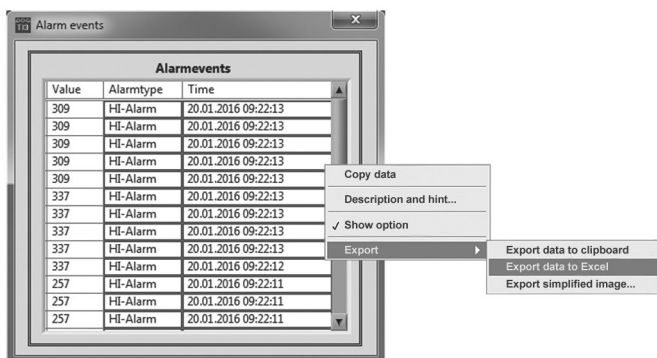 Alarm events
x
Alarmevents
Value Alarmtype Time
309 HI-Alarm 20.01.2016 09:22:13
309 HI-Alarm 20.01.2016 09:22:13
309 HI-Alarm 20.01.2016 09:22:13
309 HI-Alarm 20.01.2016 09:22:13
309 HI-Alarm 20.01.2016 09:22:13
337 HI-Alarm 20.01.2016 09:22:13
337 HI-Alarm 20.01.2016 09:22:13
337 HI-Alarm 20.01.2016 09:22:13
337 HI-Alarm 20.01.2016 09:22:13
337 HI-Alarm 20.01.2016 09:22:12
257 HI-Alarm 20.01.2016 09:22:11
257 HI-Alarm 20.01.2016 09:22:11
257 HI-Alarm 20.01.2016 09:22:11
Copy data
Description and hint...
✓ Show option
Export
Export data to clipboard
Export data to Excel
Export simplified image...